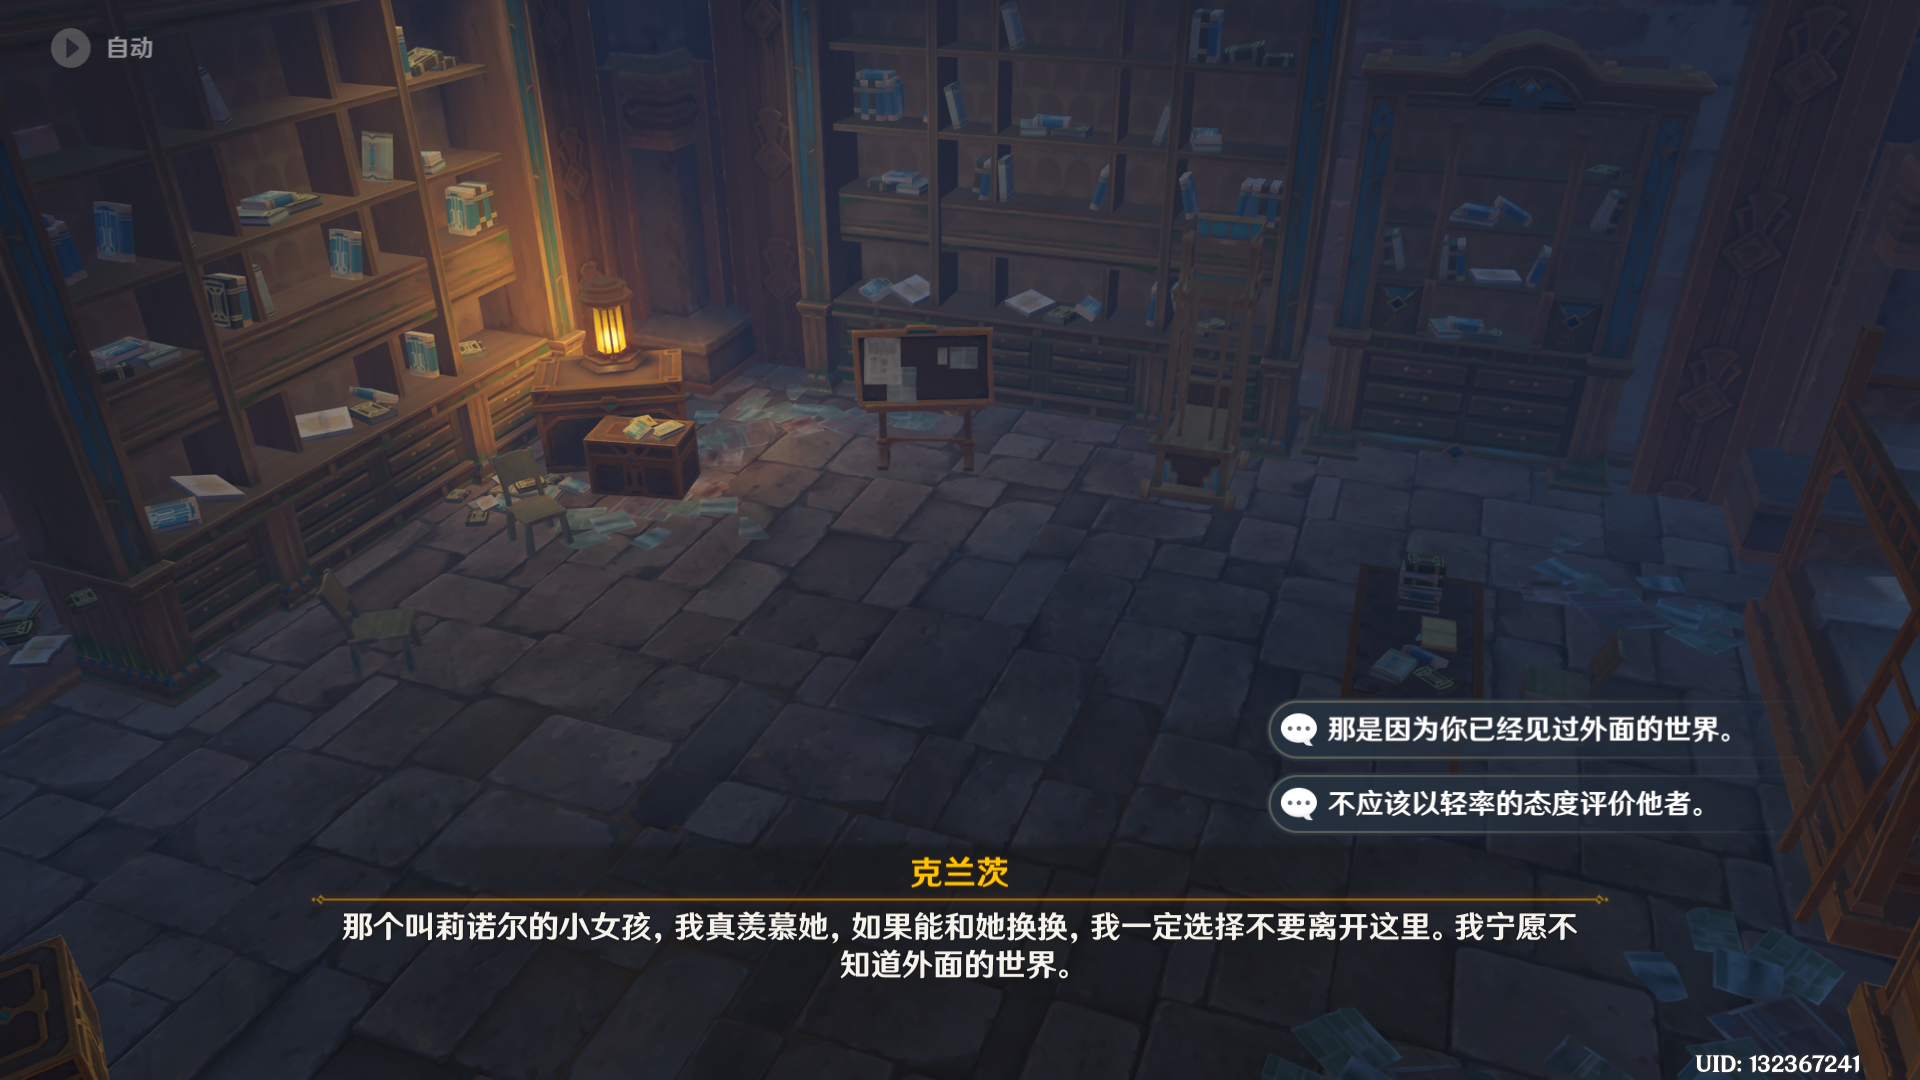 自动
那是因为你已经见过外面的世界。
不应该以轻率的态度评价他者。
克兰茨
那个叫莉诺尔的小女孩，我真羡慕她，如果能和她换换，我一定选择不要离开这里。我宁愿不
知道外面的世界。
UID: 132367241